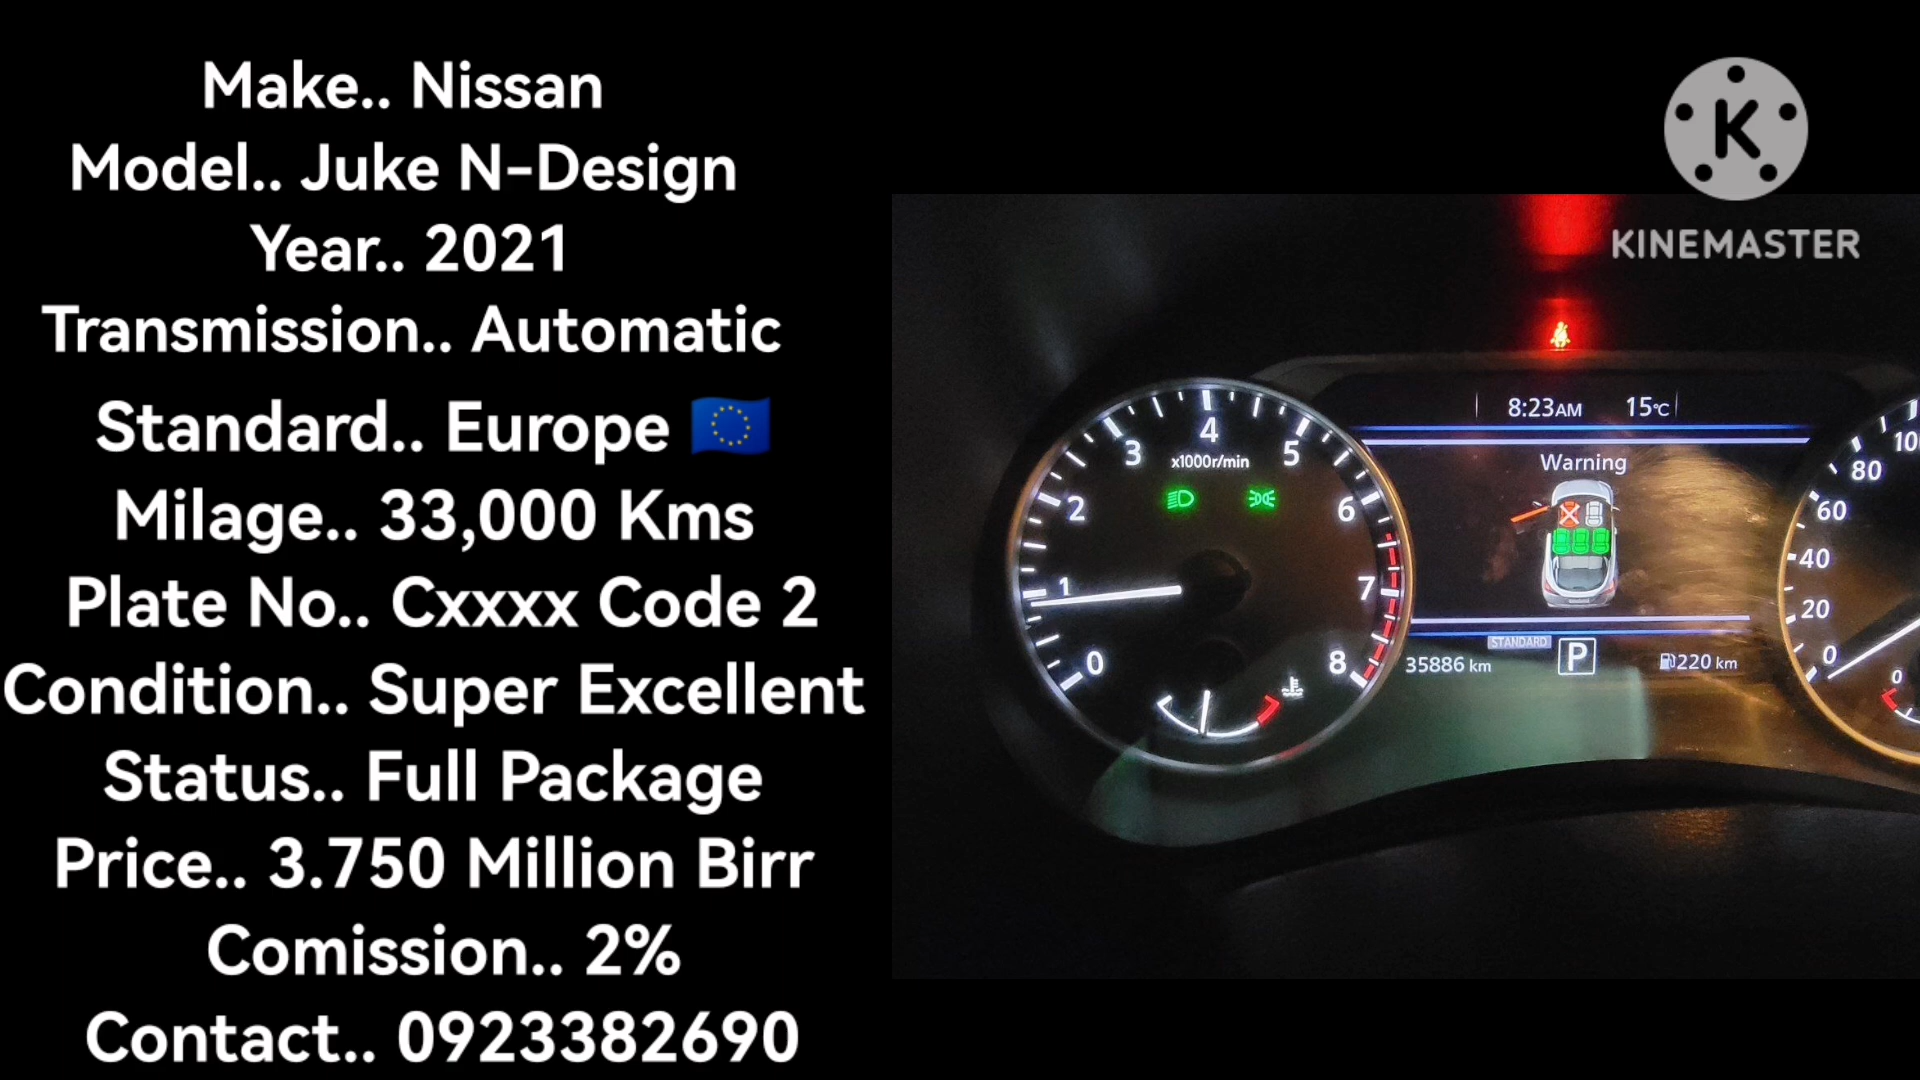 Make.. Nissan
Model.. Juke N-Design
Year.. 2021
Transmission.. Automatic
Standard.. Europe 🇪🇺
Milage.. 33,000 Kms
Plate No.. Cxxxx Code 2
Condition.. Super Excellent
Status.. Full Package
Price.. 3.750 Million Birr
Comission.. 2%
Contact.. 0923382690
K
KINEMASTER
8:23AM 15°C
Warning
x1000r/min
0 1 2 3 4 5 6 7 8
STANDARD
35886 km P 220 km
0 20 40 60 80 100
0